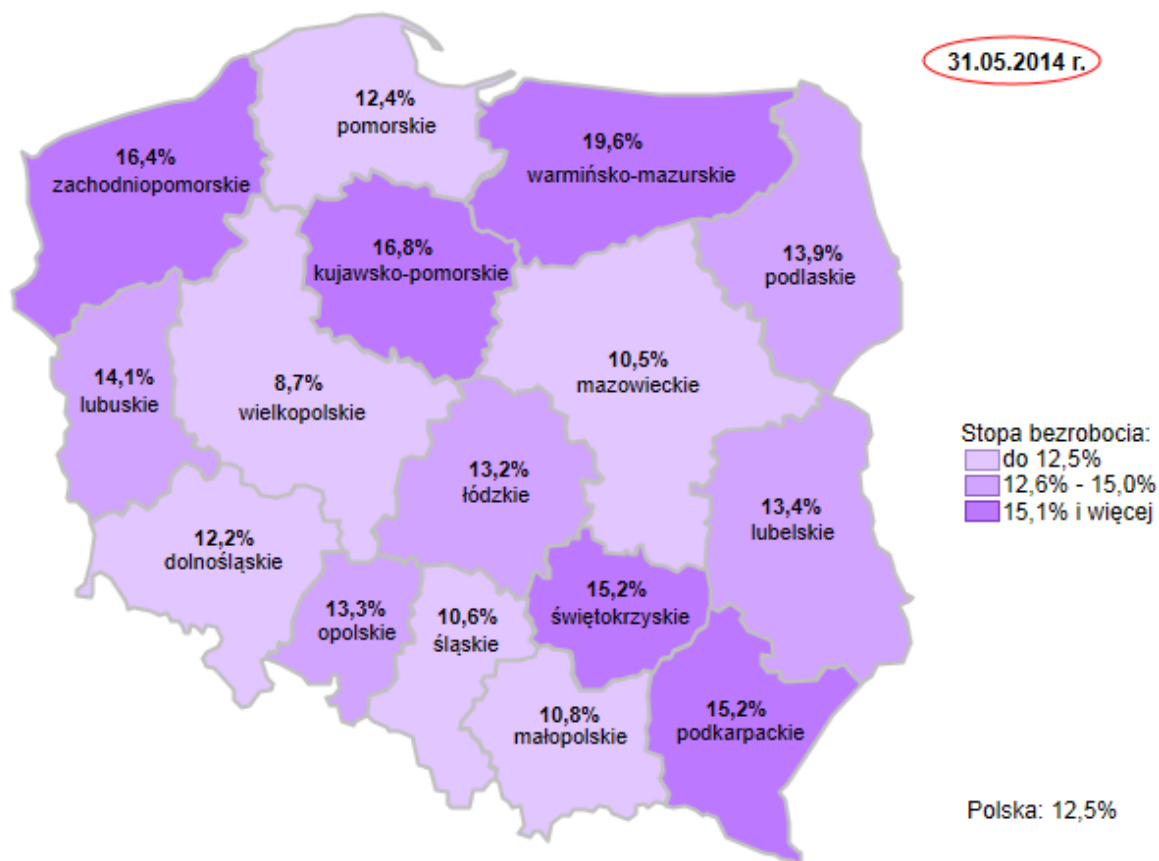 31.05.2014 r.
12,4%
pomorskie
19,6%
warmińsko-mazurskie
16,4%
zachodniopomorskie
16,8%
kujawsko-pomorskie
13,9%
podlaskie
14,1%
lubuskie
8,7%
wielkopolskie
10,5%
mazowieckie
13,2%
łódzkie
13,4%
lubelskie
Stopa bezrobocia:
do 12,5%
12,6% - 15,0%
15,1% i więcej
12,2%
dolnośląskie
13,3%
opolskie
10,6%
śląskie
15,2%
świętokrzyskie
10,8%
małopolskie
15,2%
podkarpackie
Polska: 12,5%